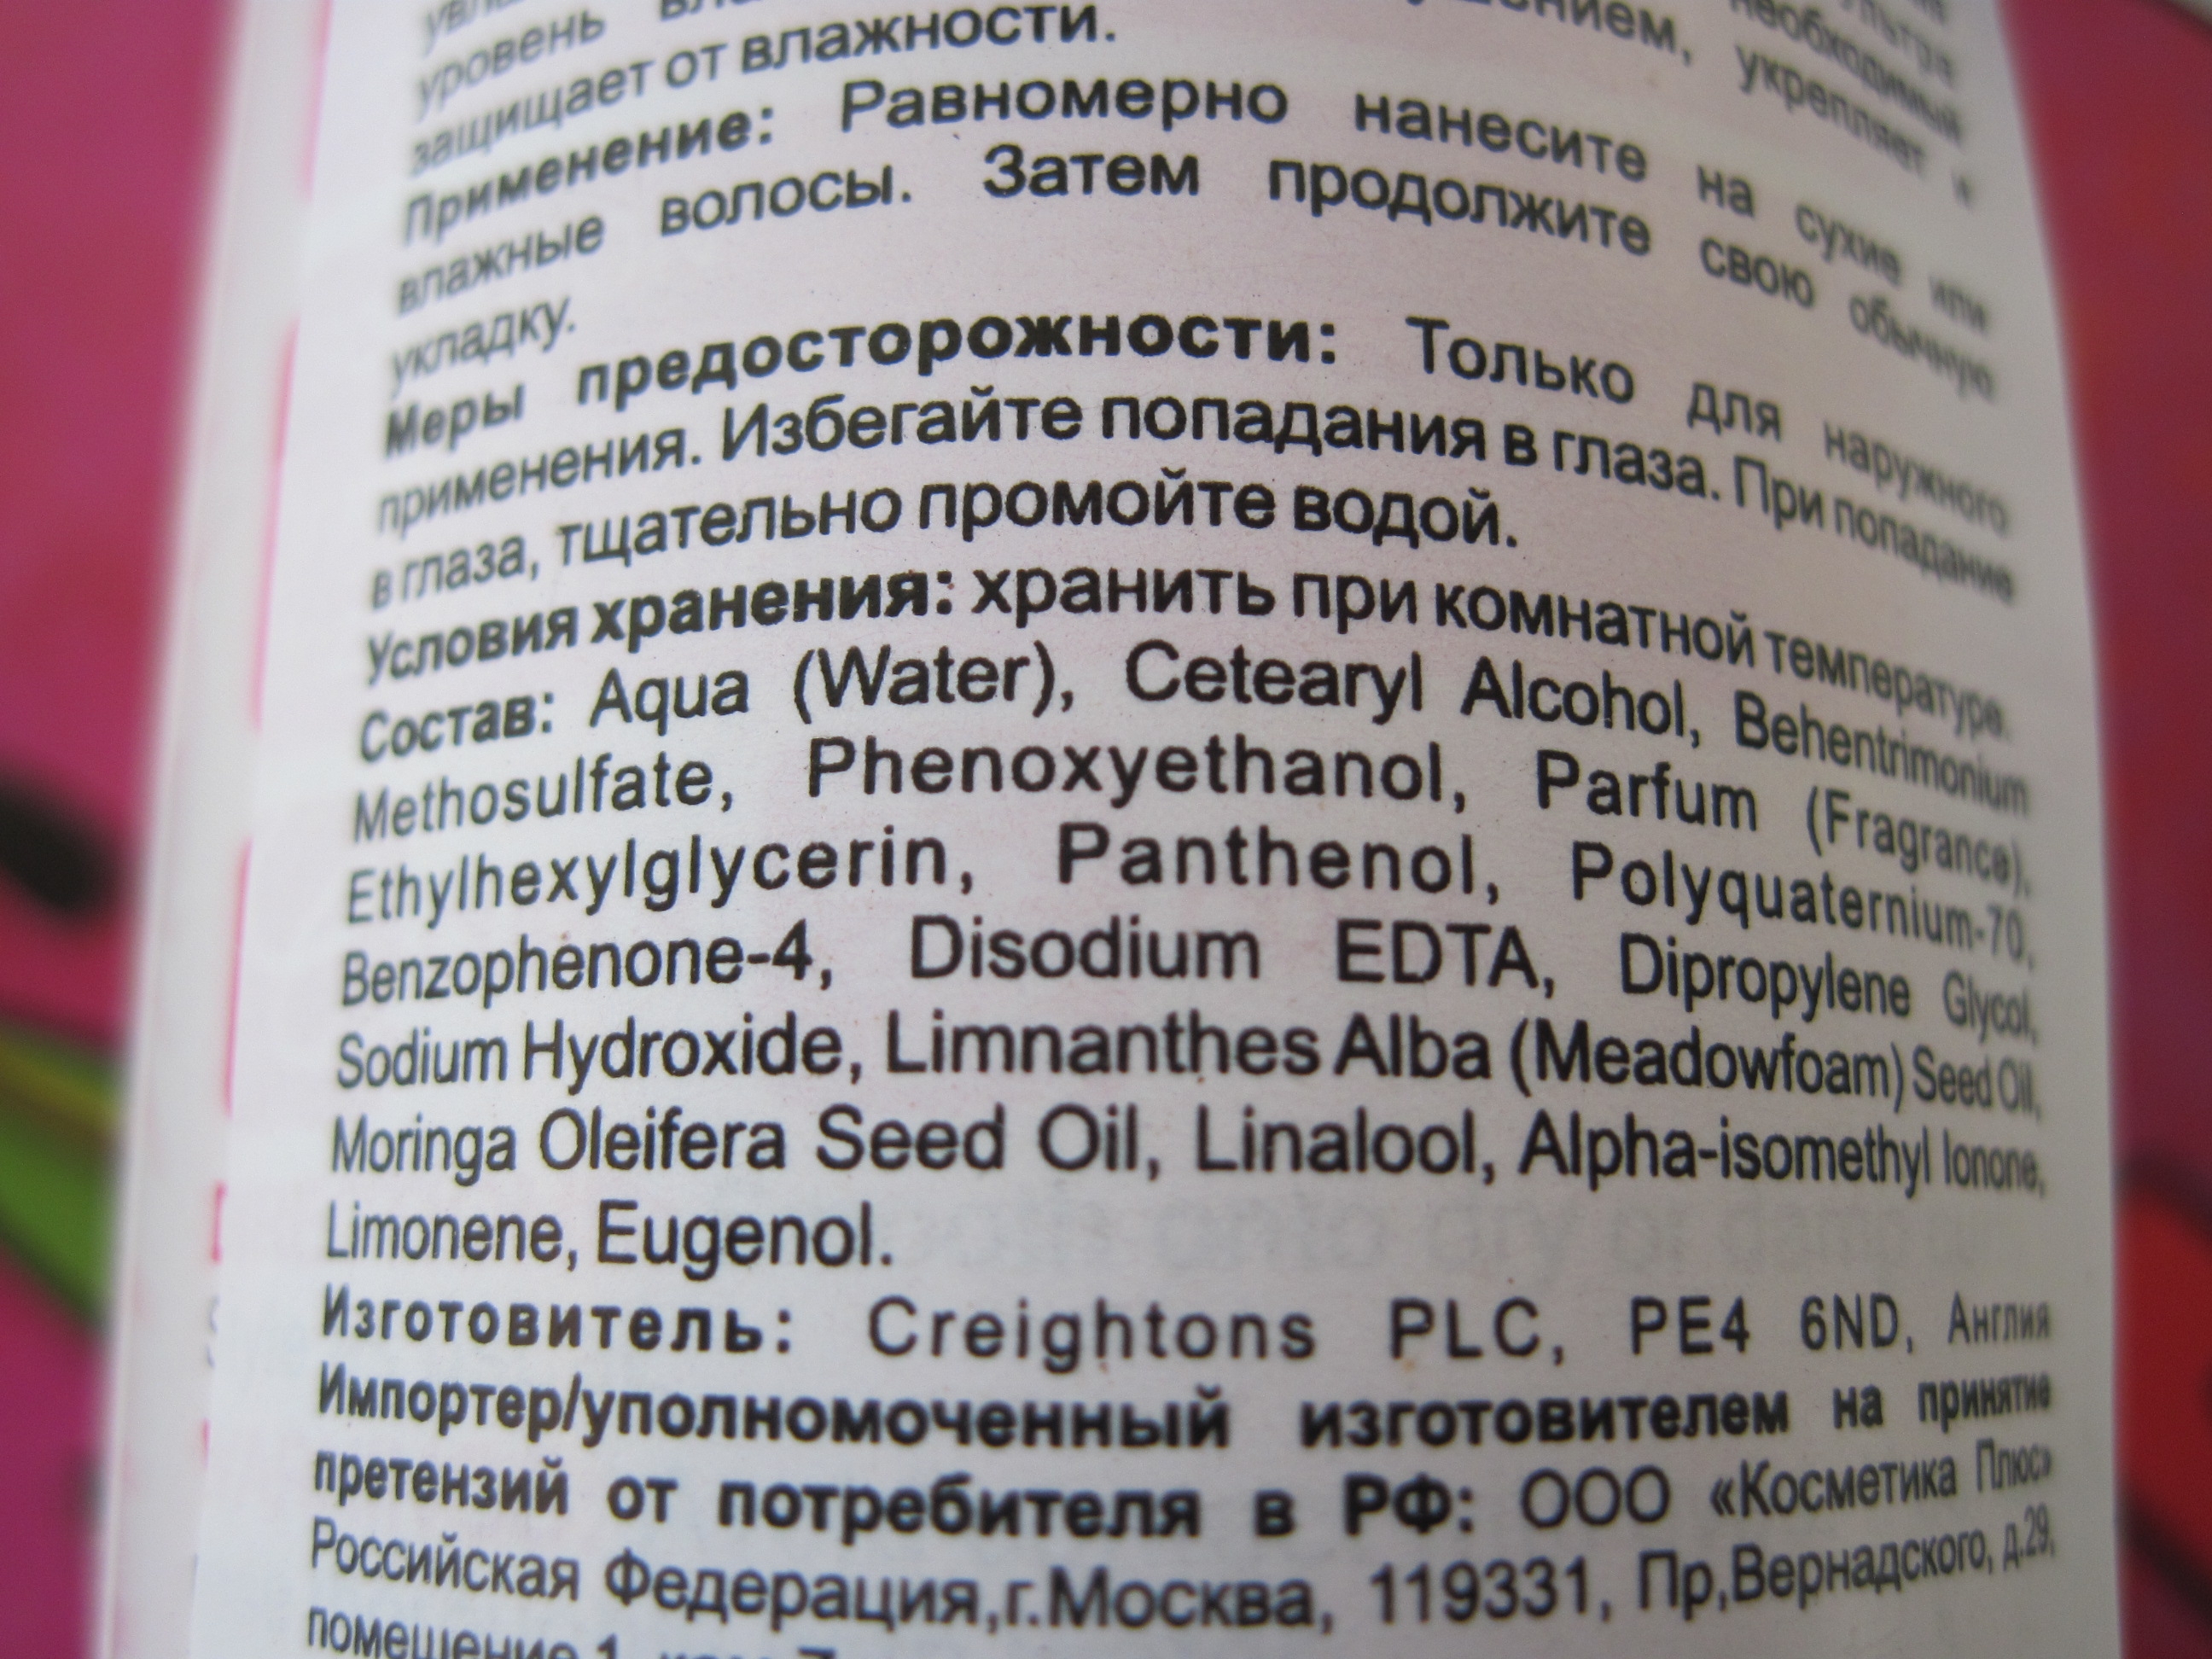 уровень
защищает от влажности. укрепляет
необходимый
Применение: Равномерно нанесите на сухие или
влажные волосы. Затем продолжите свою обычную
укладку.
Меры предосторожности: Только для наружного
применения. Избегайте попадания в глаза. При попадание
в глаза, тщательно промойте водой.
Условия хранения: хранить при комнатной температуре.
Состав: Aqua (Water), Cetearyl Alcohol, Behentrimonium
Methosulfate, Phenoxyethanol, Parfum (Fragrance),
Ethylhexylglycerin, Panthenol, Polyquaternium-70,
Benzophenone-4, Disodium EDTA, Dipropylene Glycol,
Sodium Hydroxide, Limnanthes Alba (Meadowfoam) Seed Oil,
Moringa Oleifera Seed Oil, Linalool, Alpha-isomethyl Ionone,
Limonene, Eugenol.
Изготовитель: Creightons PLC, PE4 6ND, Англия
Импортер/уполномоченный изготовителем на принятие
претензий от потребителя в РФ: ООО «Косметика Плюс»
Российская Федерация,г.Москва, 119331, Пр,Вернадского, д.29,
помещение 1,